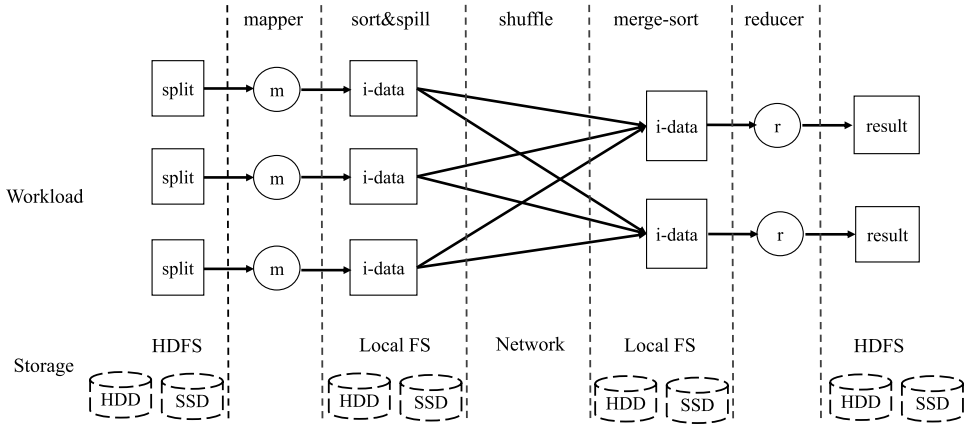 mapper sort&spill shuffle merge-sort reducer
split m i-data
i-data r result
split m i-data
Workload
i-data r result
split m i-data
HDFS Local FS Network Local FS HDFS
Storage
HDD SSD HDD SSD HDD SSD HDD SSD